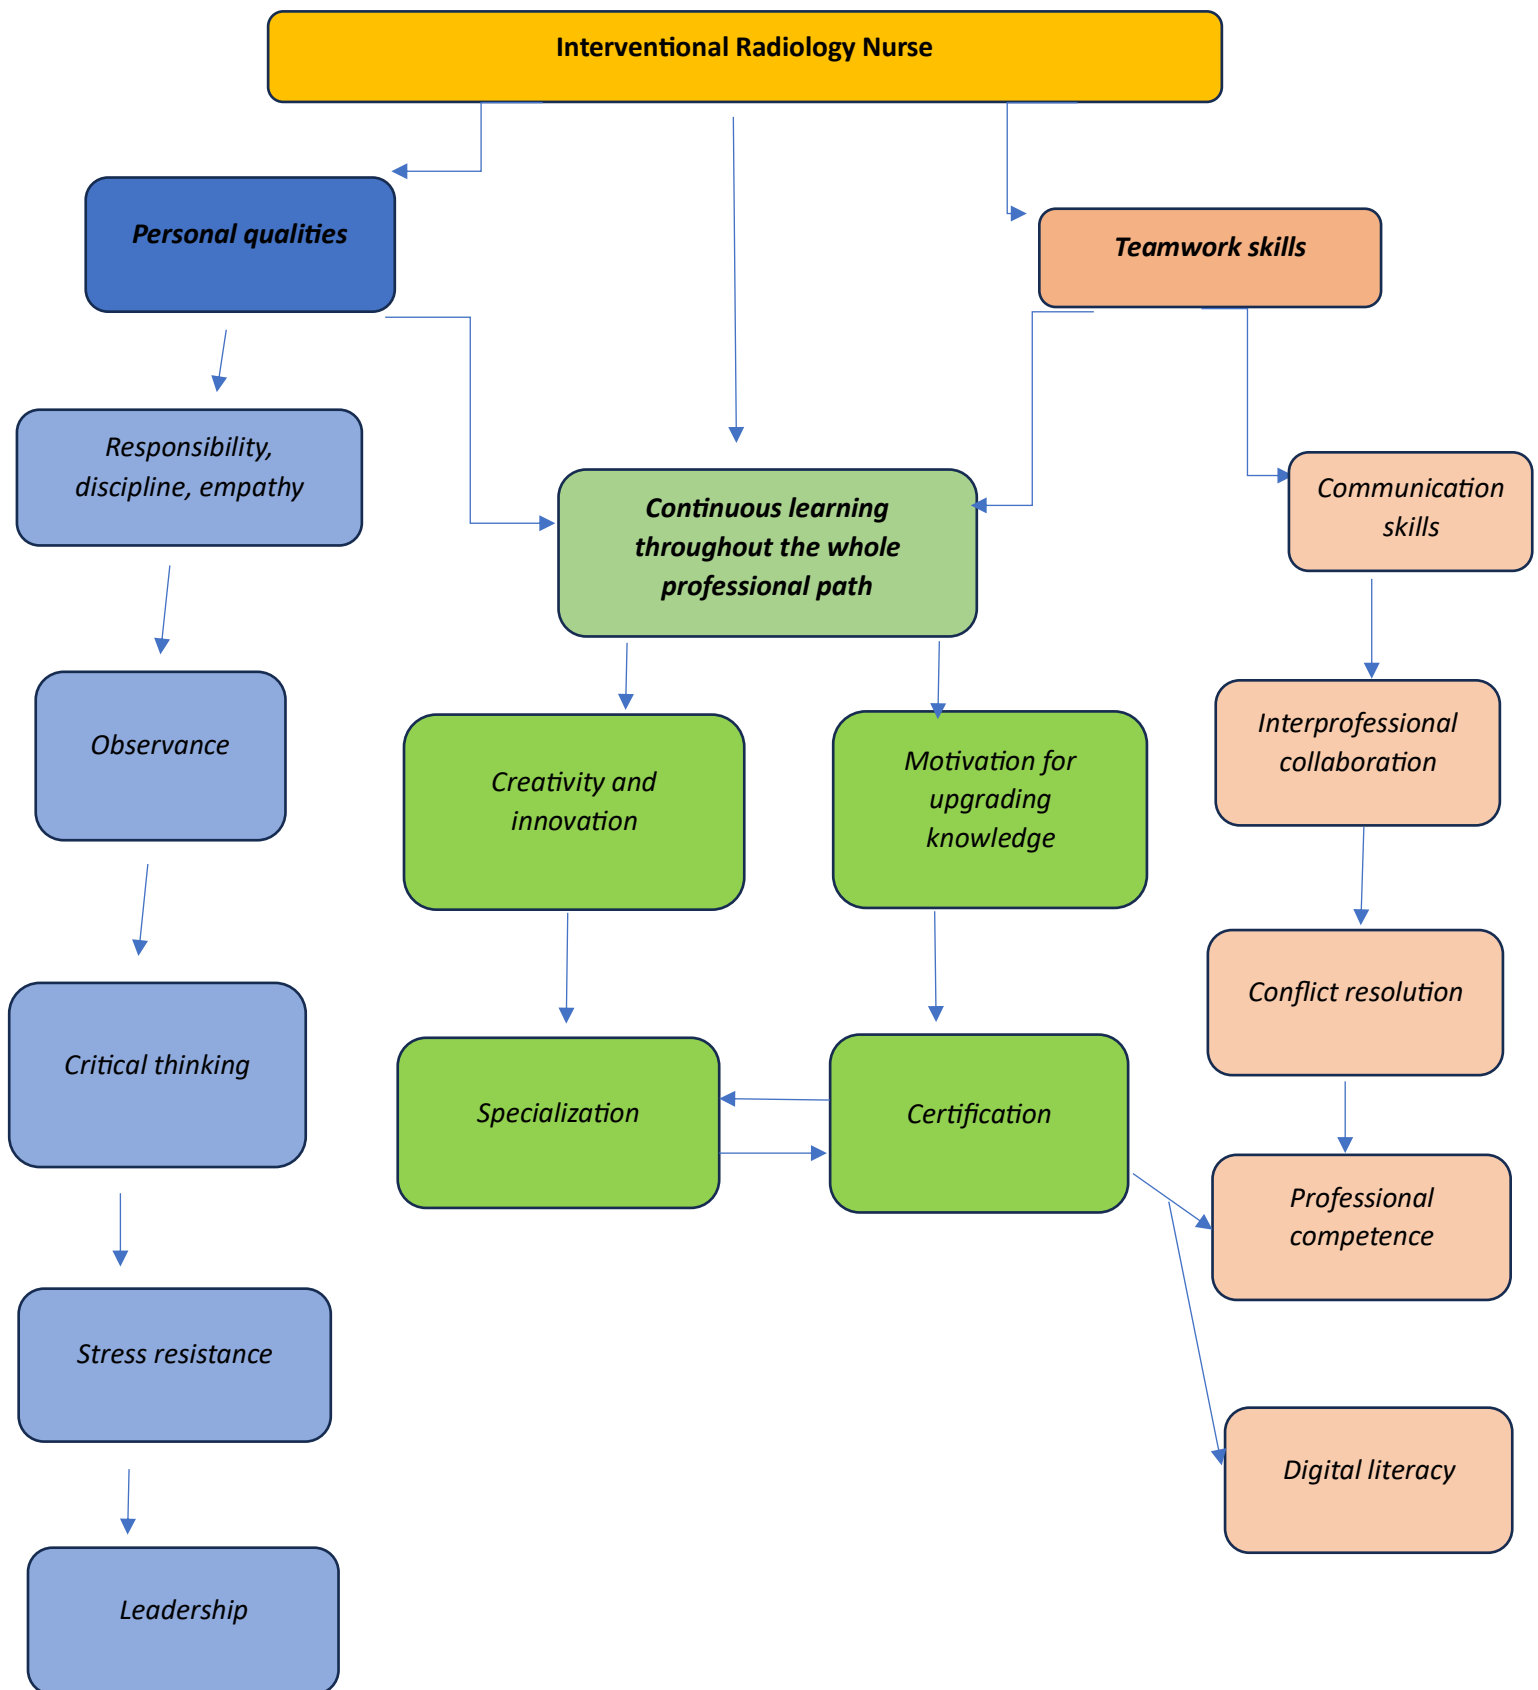 Interventional Radiology Nurse
Personal qualities
Teamwork skills
Responsibility,
discipline, empathy
Continuous learning
throughout the whole
professional path
Communication
skills
Observance
Creativity and
innovation
Motivation for
upgrading
knowledge
Interprofessional
collaboration
Critical thinking
Specialization
Certification
Conflict resolution
Professional
competence
Stress resistance
Digital literacy
Leadership